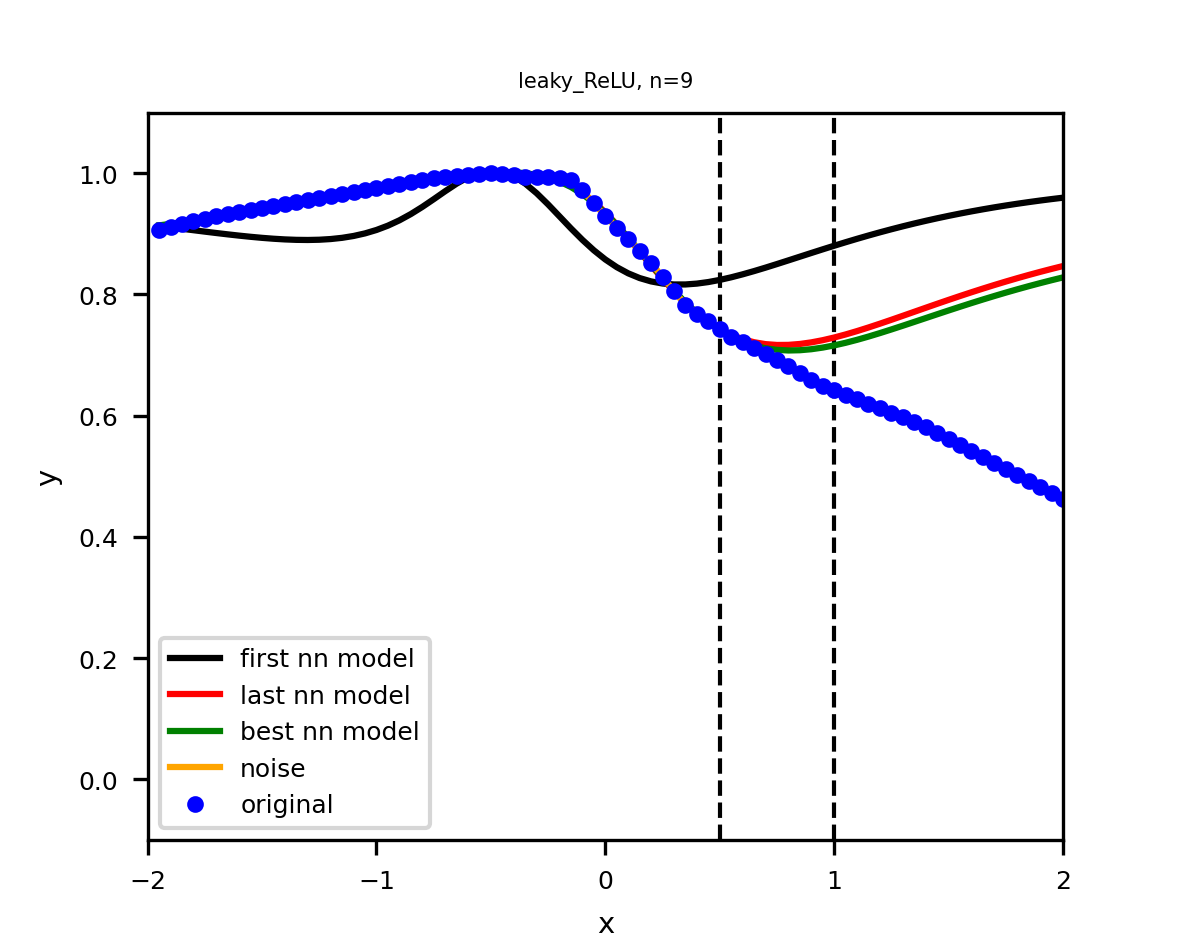 leaky_ReLU, n=9
1.0
0.8
0.6
0.4
0.2
0.0
y
first nn model
last nn model
best nn model
noise
original
−2
−1
0
1
2
x